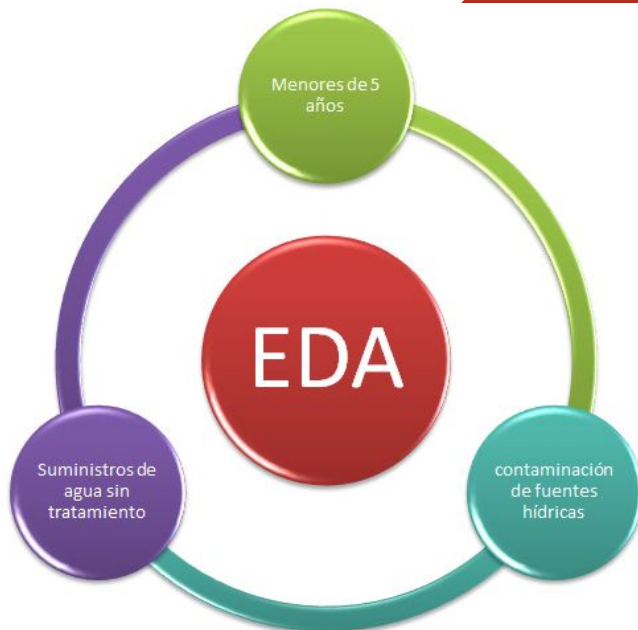 Menores de 5
años
EDA
Suministros de
agua sin
tratamiento
contaminación
de fuentes
hídricas